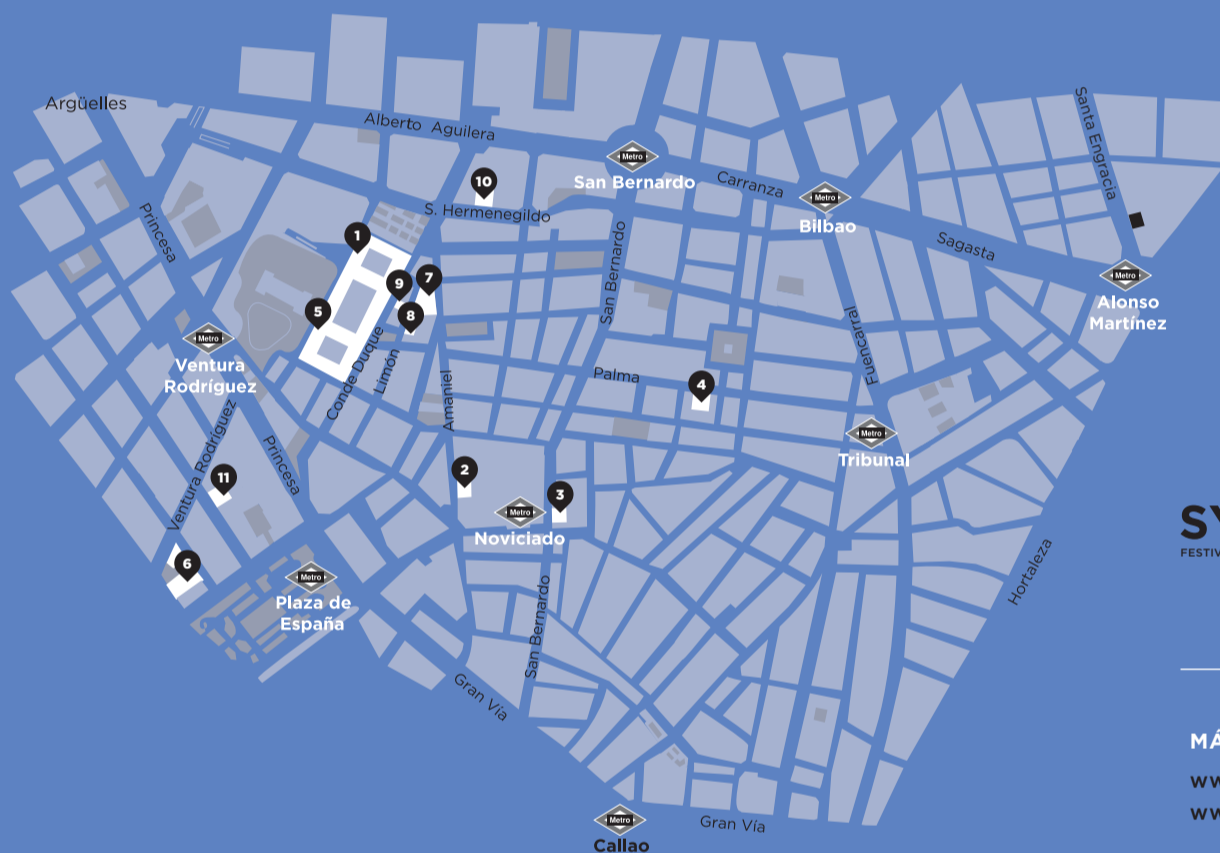 Argüelles
Alberto Aguilera
Santa Engracia
Metro
San Bernardo
Carranza
10
S. Hermenegildo
Metro
Bilbao
Princesa
1
San Bernardo
Sagasta
Metro
Alonso
Martínez
9
7
5
8
Metro
Ventura
Rodríguez
Conde Duque
Limón
Fuencarral
Palma
4
Amaniel
Ventura Rodríguez
Princesa
Metro
Tribunal
11
2
3
Metro
Noviciado
6
Metro
Plaza de
España
San Bernardo
Hortaleza
Gran Vía
Metro
Callao
Gran Vía
MÁ